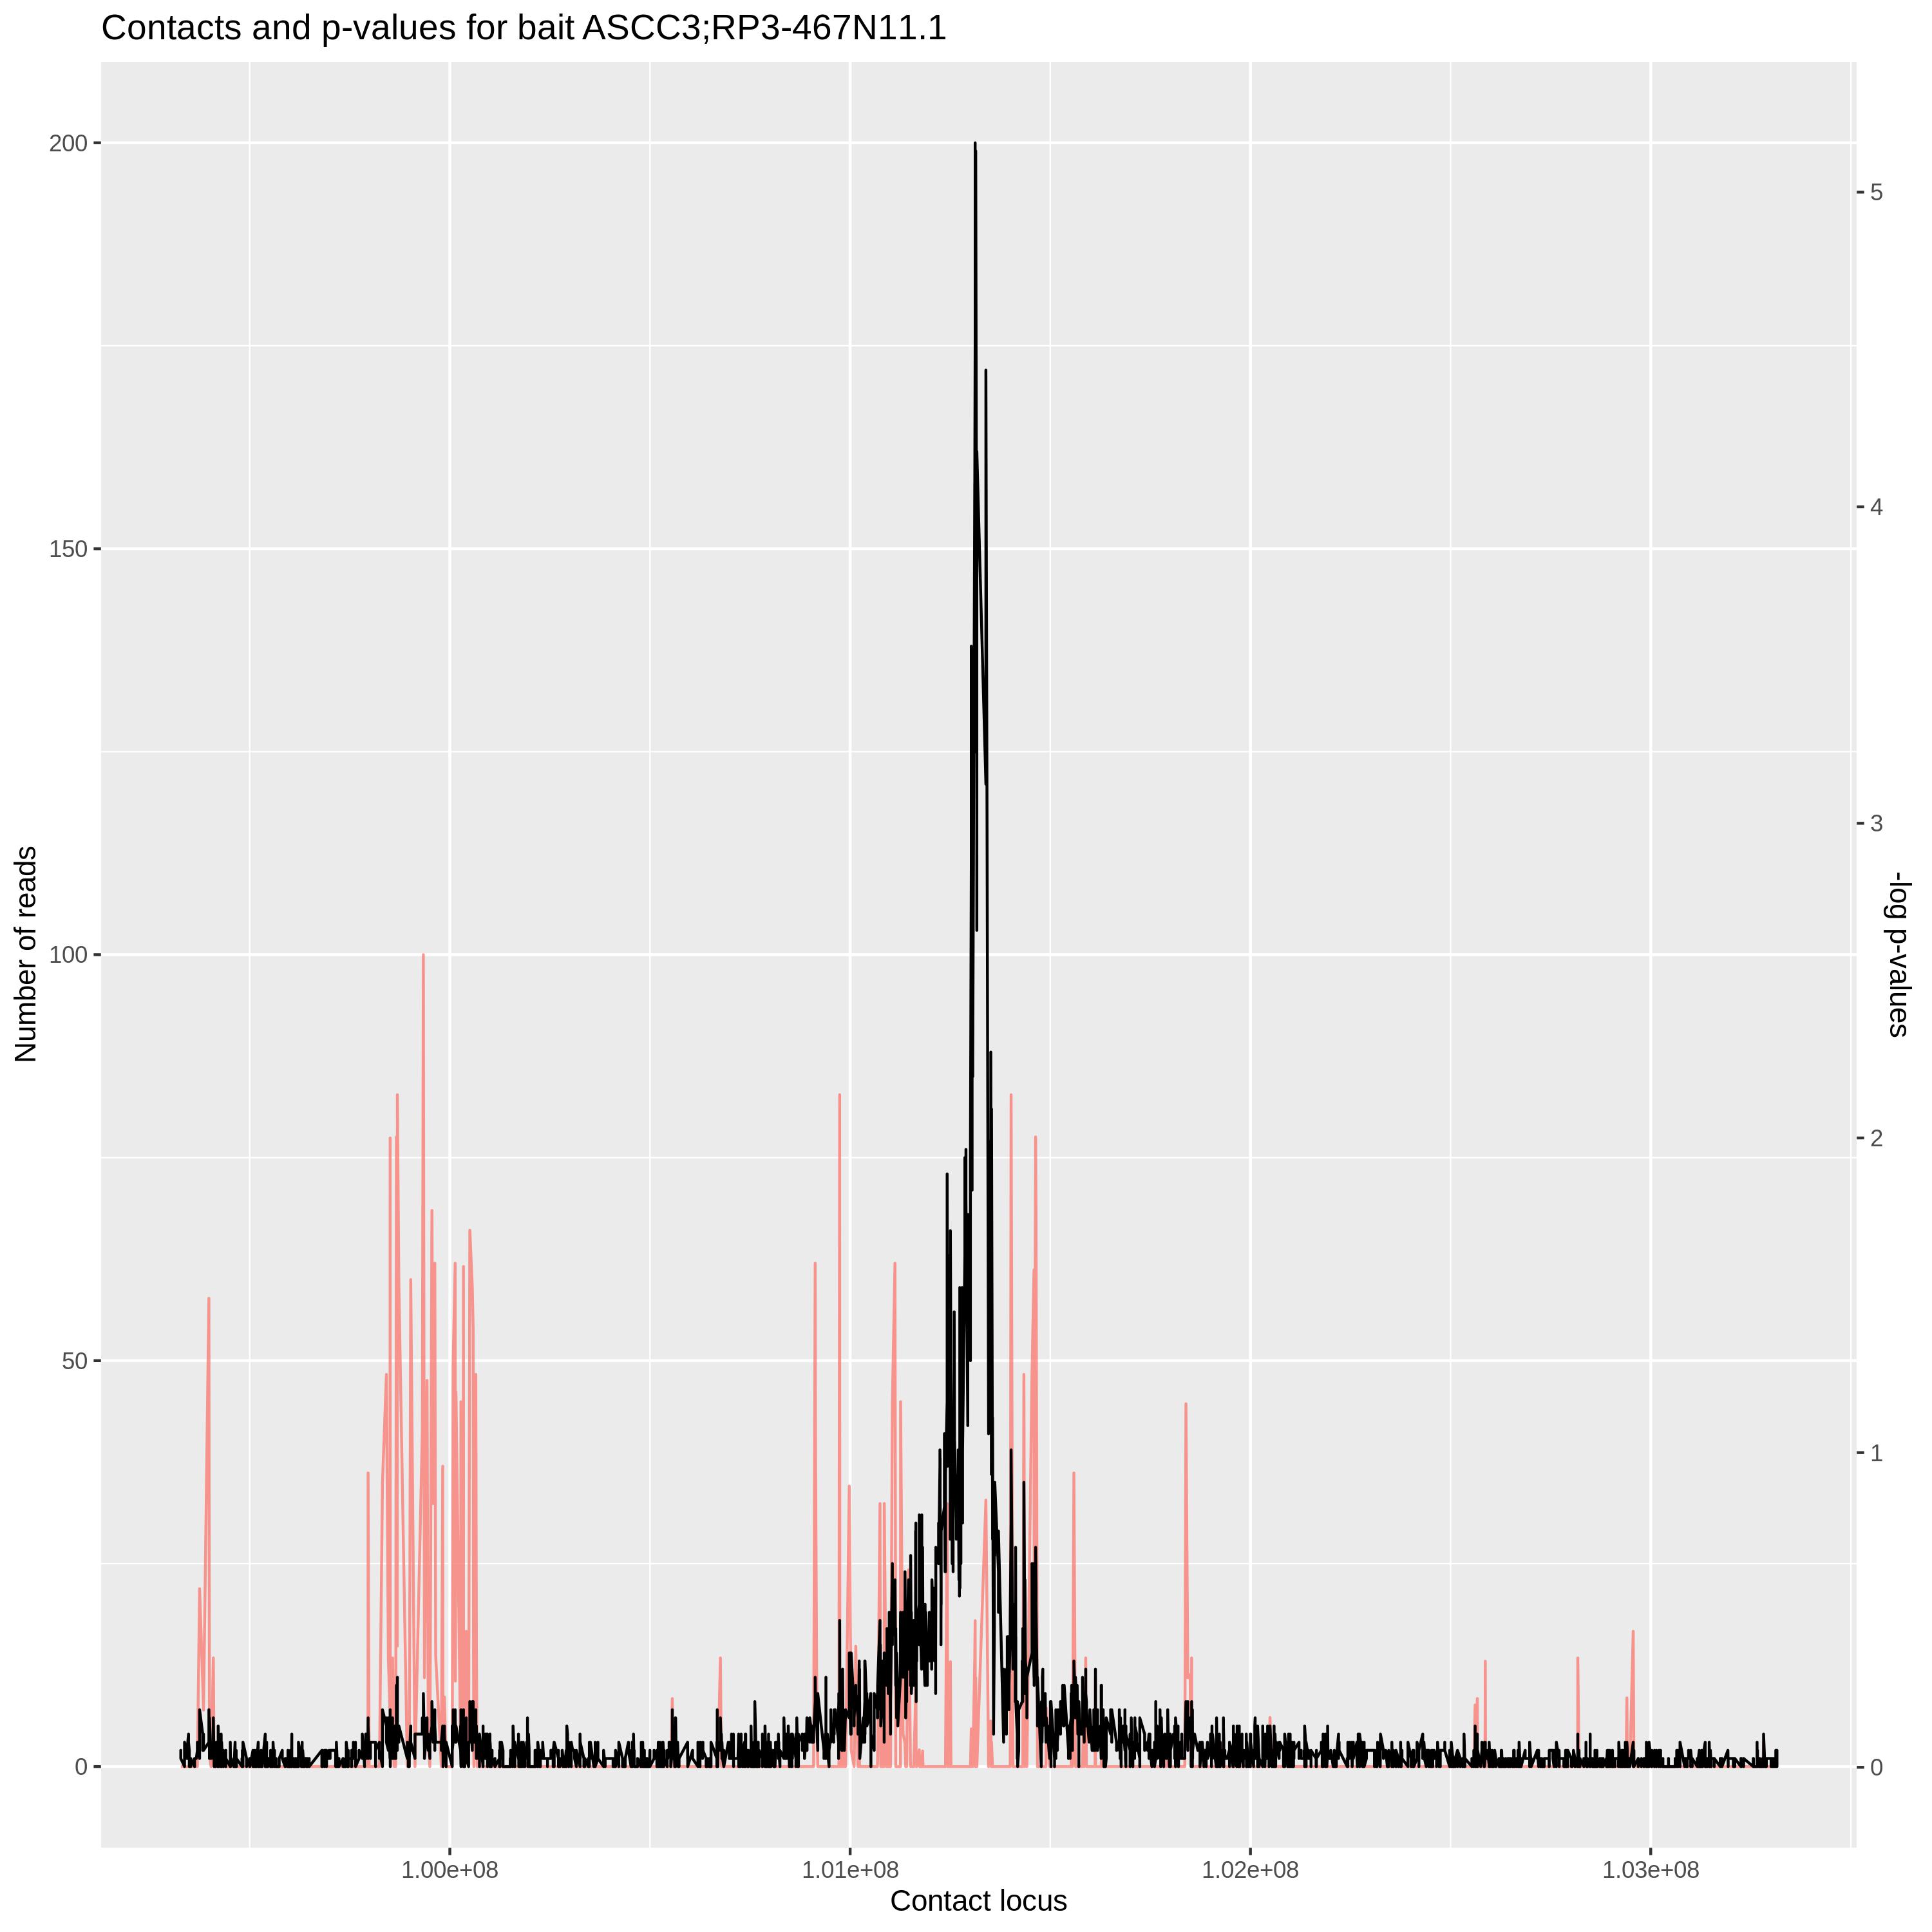 Contacts and p-values for bait ASCC3;RP3-467N11.1
200
150
100
50
0
Number of reads
5
4
3
2
1
0
-log p-values
1.00e+08
1.01e+08
1.02e+08
1.03e+08
Contact locus